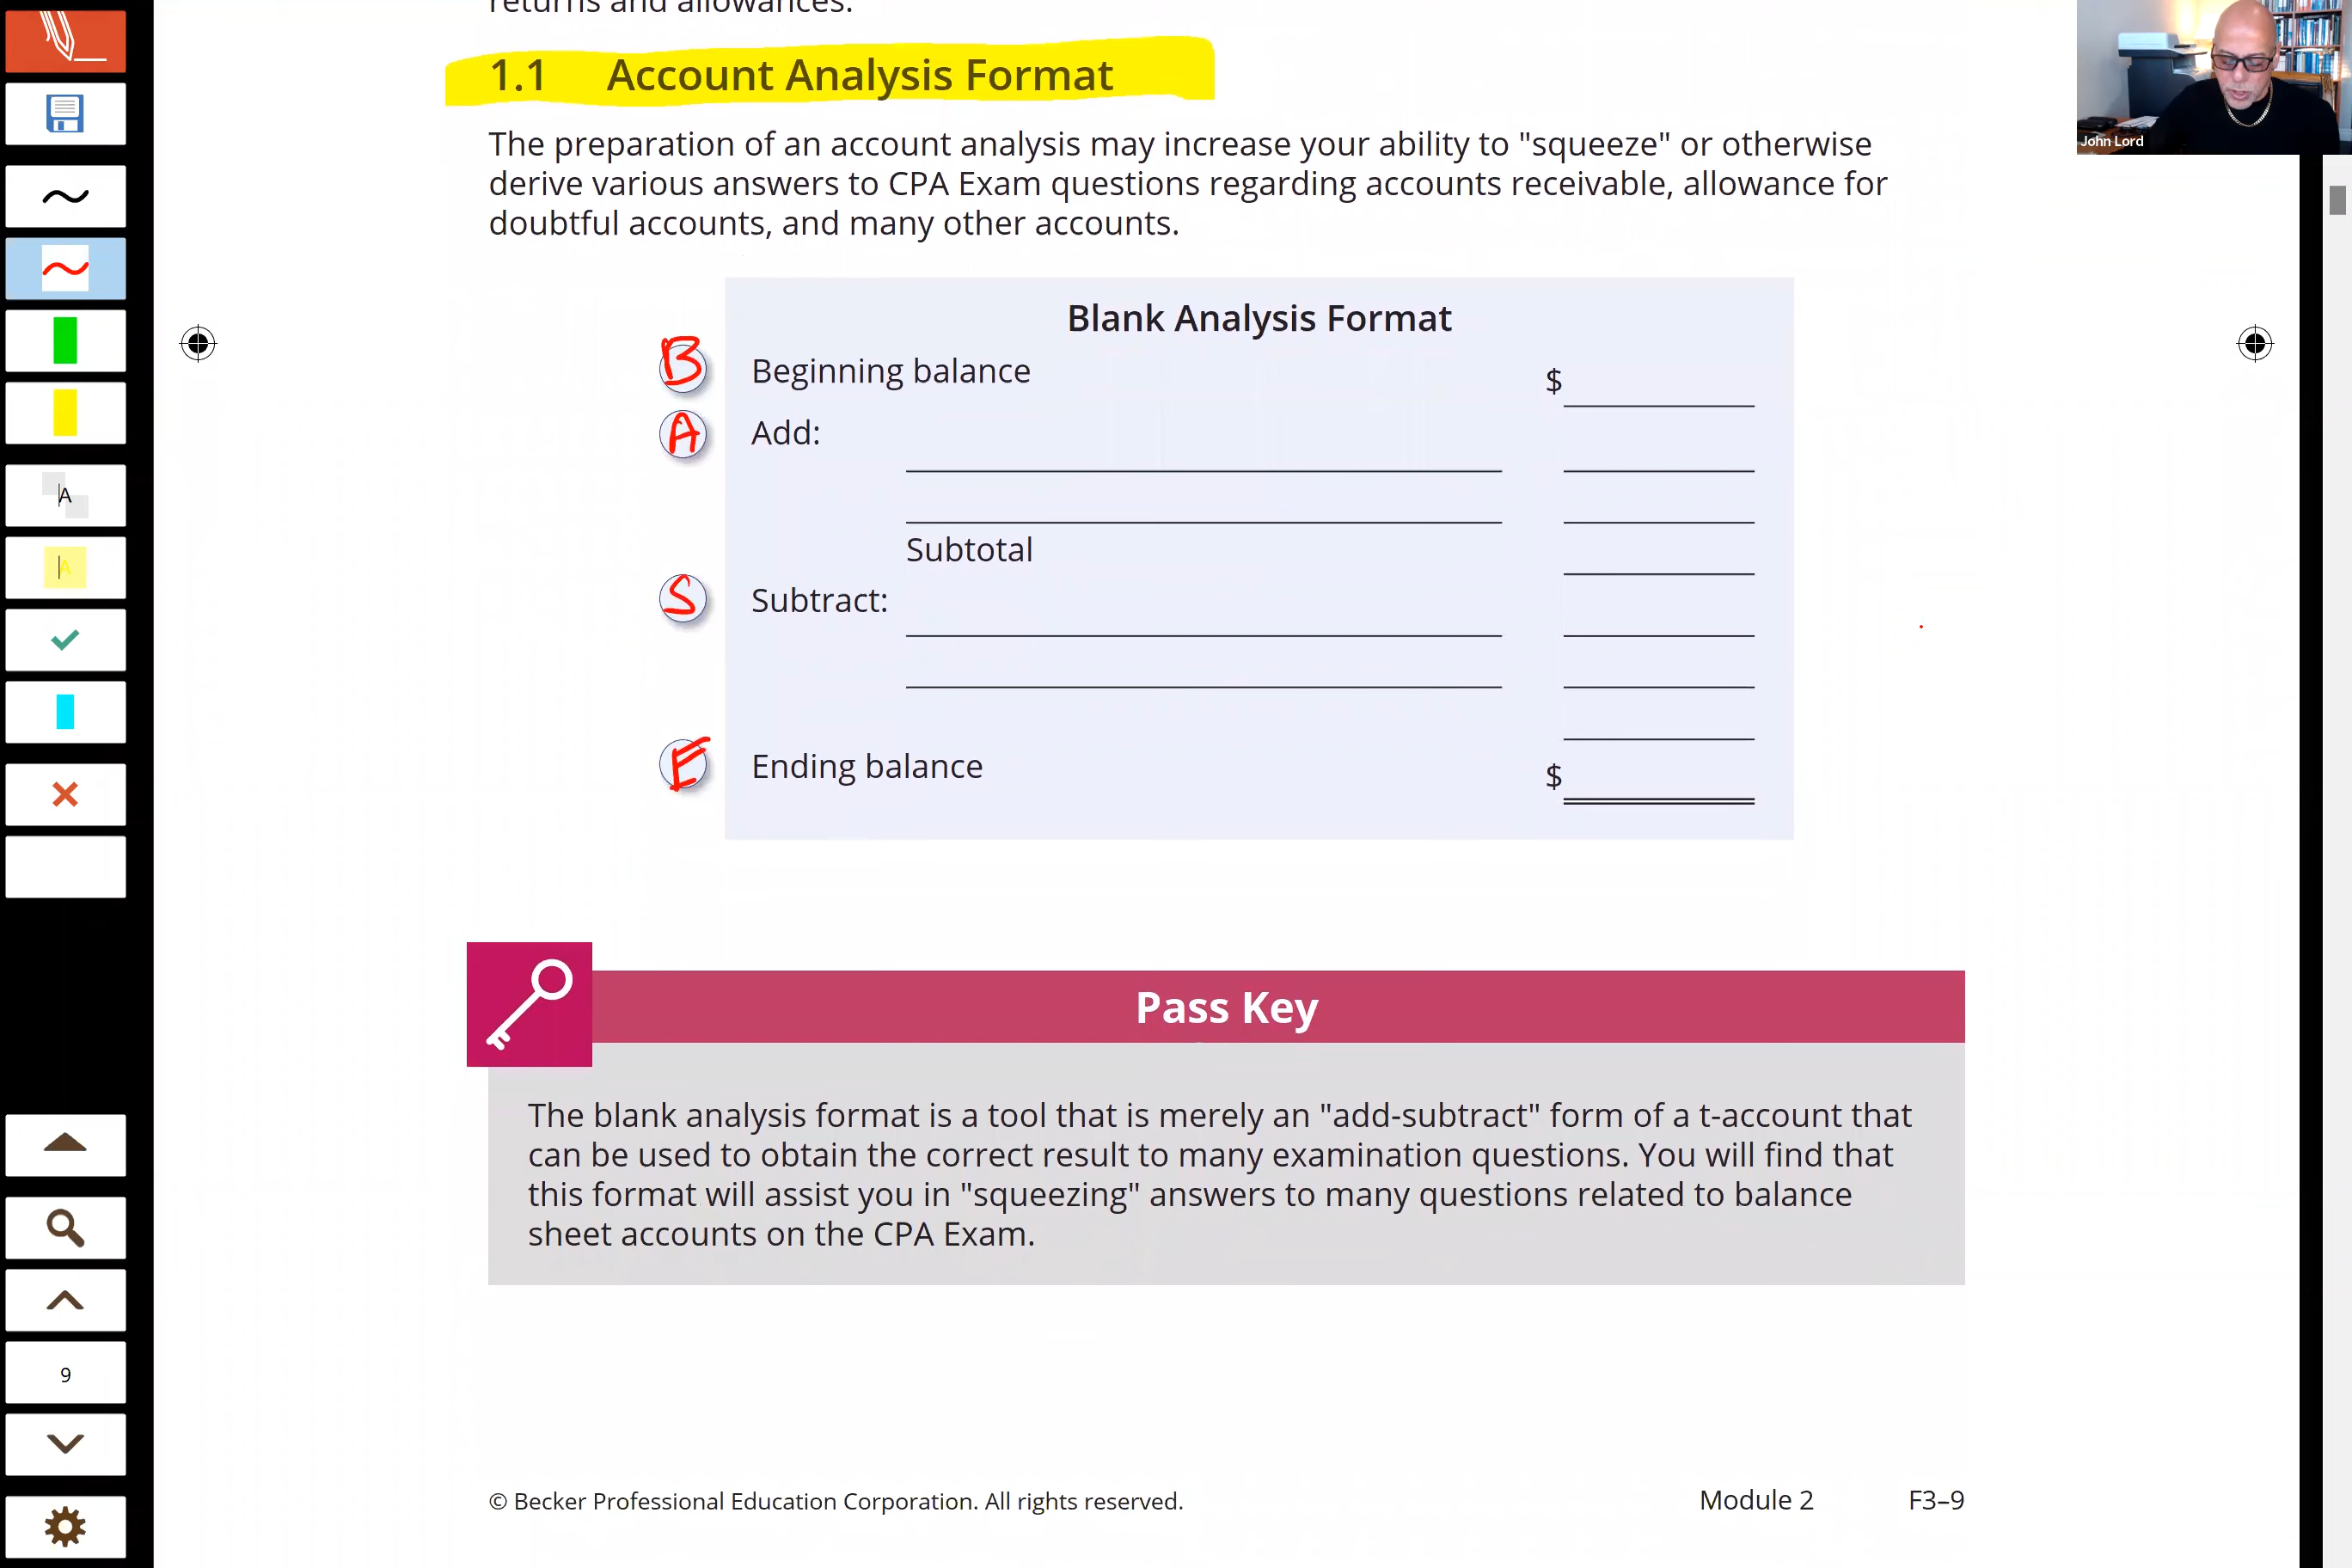 returns and allowances.
1.1 Account Analysis Format
The preparation of an account analysis may increase your ability to "squeeze" or otherwise
derive various answers to CPA Exam questions regarding accounts receivable, allowance for
doubtful accounts, and many other accounts.
Blank Analysis Format
B Beginning balance $
A Add:
Subtotal
S Subtract:
E Ending balance $
Pass Key
The blank analysis format is a tool that is merely an "add-subtract" form of a t-account that
can be used to obtain the correct result to many examination questions. You will find that
this format will assist you in "squeezing" answers to many questions related to balance
sheet accounts on the CPA Exam.
© Becker Professional Education Corporation. All rights reserved. Module 2 F3–9
John Lord
A
A
9